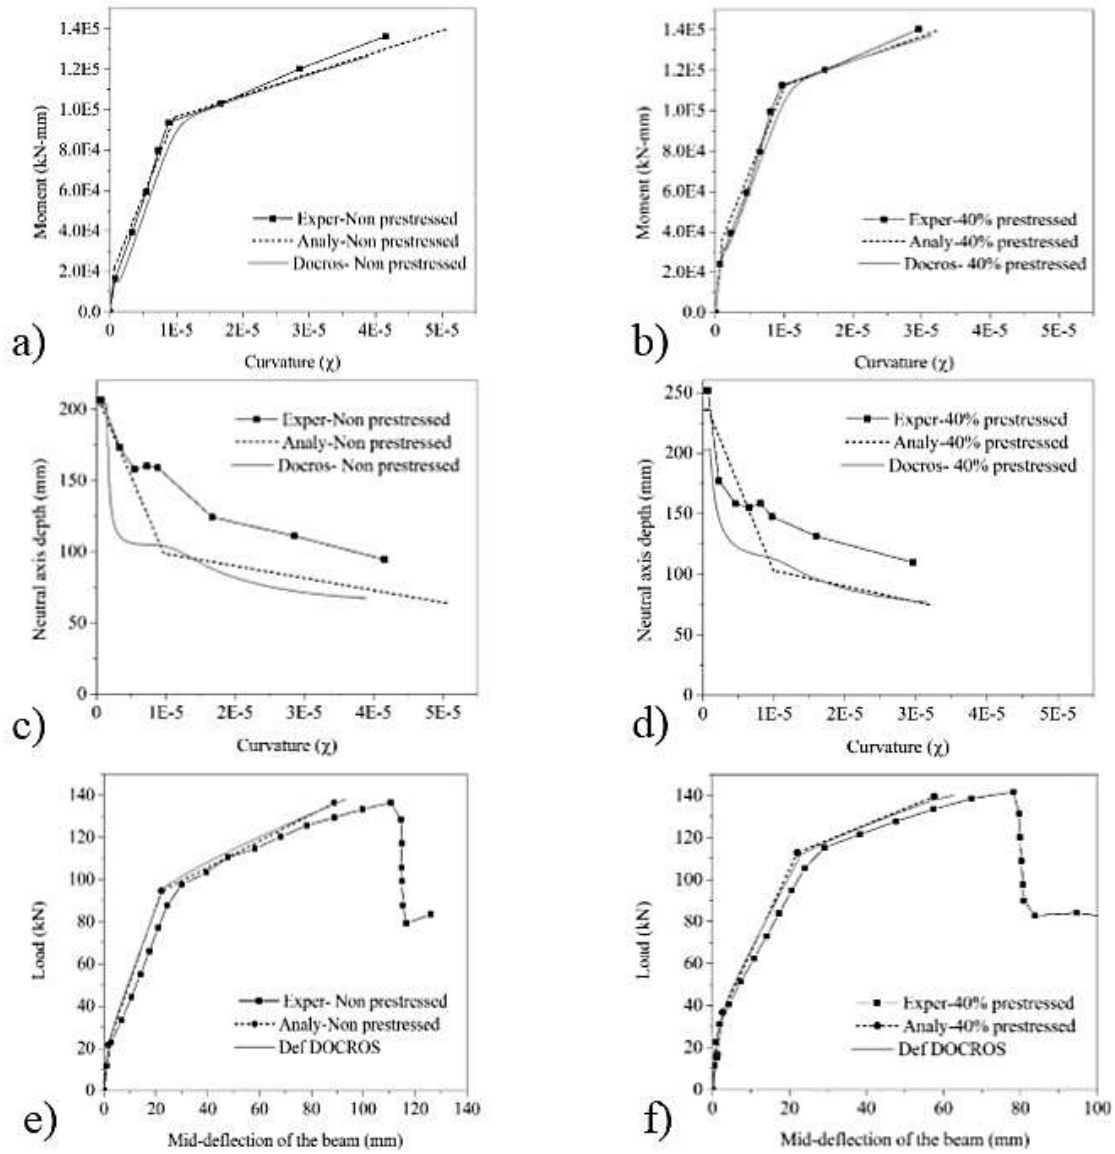 1.4E5
1.2E5
1.0E5
8.0E4
6.0E4
4.0E4
2.0E4
0.0
Moment (kN-mm)
Exper-Non prestressed
Analy-Non prestressed
Docros- Non prestressed
0 1E-5 2E-5 3E-5 4E-5 5E-5
Curvature (χ)
a)
1.4E5
1.2E5
1.0E5
8.0E4
6.0E4
4.0E4
2.0E4
0.0
Moment (kN-mm)
Exper-40% prestressed
Analy-40% prestressed
Docros- 40% prestressed
0 1E-5 2E-5 3E-5 4E-5 5E-5
Curvature (χ)
b)
200
150
100
50
0
Neutral axis depth (mm)
Exper-Non prestressed
Analy-Non prestressed
Docros- Non prestressed
0 1E-5 2E-5 3E-5 4E-5 5E-5
Curvature (χ)
c)
250
200
150
100
50
0
Neutral axis depth (mm)
Exper-40% prestressed
Analy-40% prestressed
Docros- 40% prestressed
0 1E-5 2E-5 3E-5 4E-5 5E-5
Curvature (χ)
d)
140
120
100
80
60
40
20
0
Load (kN)
Exper- Non prestressed
Analy-Non prestressed
Def DOCROS
0 20 40 60 80 100 120 140
Mid-deflection of the beam (mm)
e)
140
120
100
80
60
40
20
0
Load (kN)
Exper-40% prestressed
Analy-40% prestressed
Def DOCROS
0 20 40 60 80 100
Mid-deflection of the beam (mm)
f)